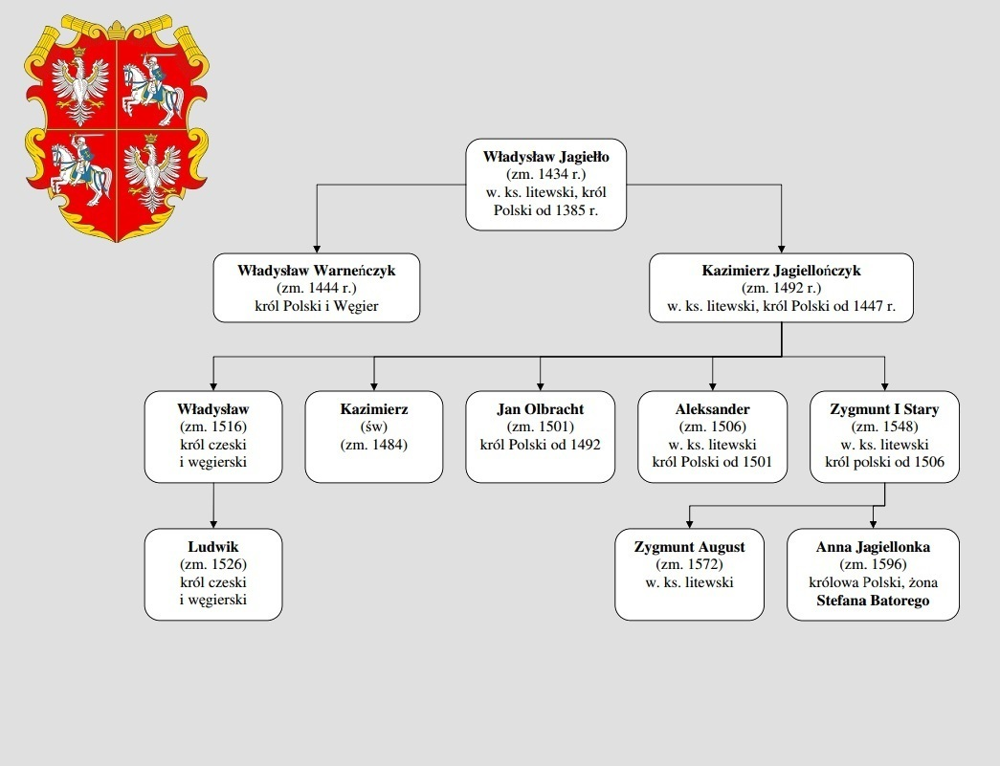 Władysław Jagiełło
(zm. 1434 r.)
w. ks. litewski, król
Polski od 1385 r.
Władysław Warneńczyk
(zm. 1444 r.)
król Polski i Węgier
Kazimierz Jagiellończyk
(zm. 1492 r.)
w. ks. litewski, król Polski od 1447 r.
Władysław
(zm. 1516)
król czeski
i węgierski
Kazimierz
(św)
(zm. 1484)
Jan Olbracht
(zm. 1501)
król Polski od 1492
Aleksander
(zm. 1506)
w. ks. litewski
król Polski od 1501
Zygmunt I Stary
(zm. 1548)
w. ks. litewski
król polski od 1506
Ludwik
(zm. 1526)
król czeski
i węgierski
Zygmunt August
(zm. 1572)
w. ks. litewski
Anna Jagiellonka
(zm. 1596)
królowa Polski, żona
Stefana Batorego